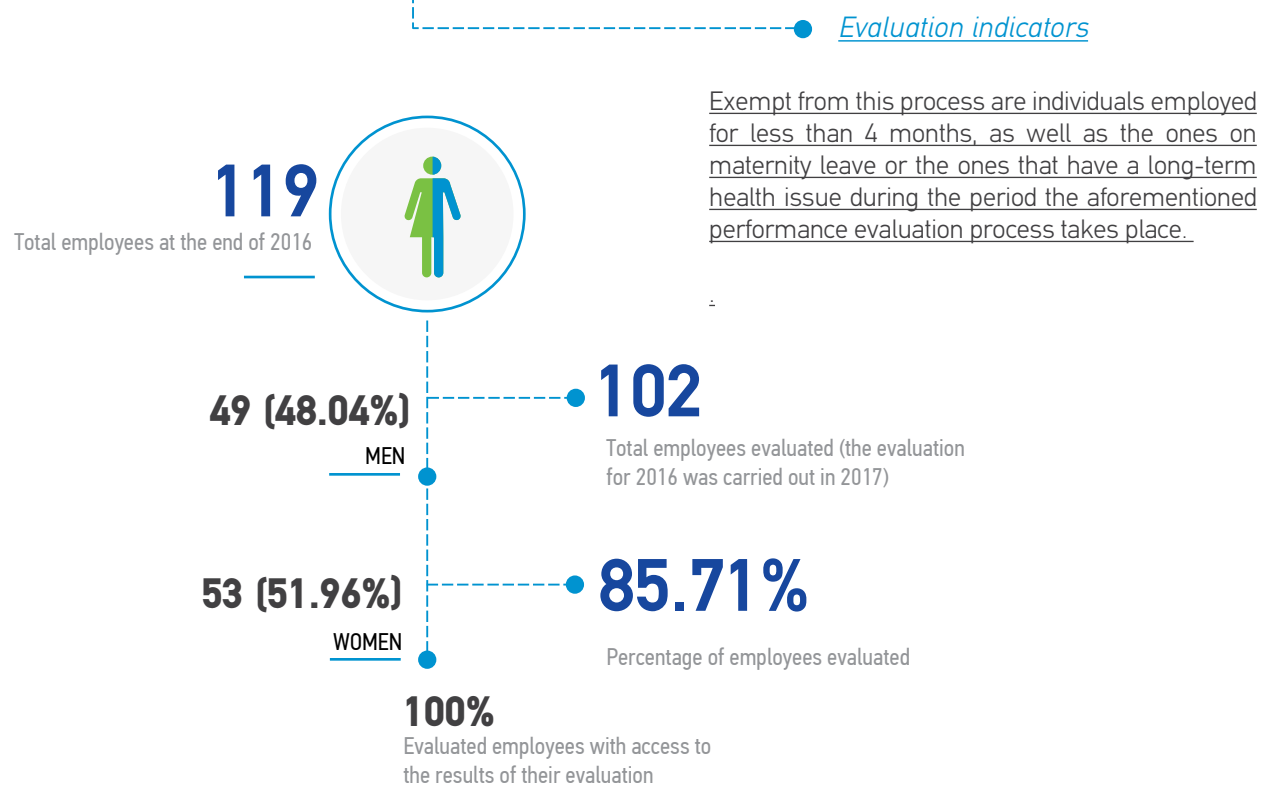 Evaluation indicators
Exempt from this process are individuals employed
for less than 4 months, as well as the ones on
maternity leave or the ones that have a long-term
health issue during the period the aforementioned
performance evaluation process takes place.
.
119
Total employees at the end of 2016
49 (48.04%)
MEN
102
Total employees evaluated (the evaluation
for 2016 was carried out in 2017)
53 (51.96%)
WOMEN
85.71%
Percentage of employees evaluated
100%
Evaluated employees with access to
the results of their evaluation